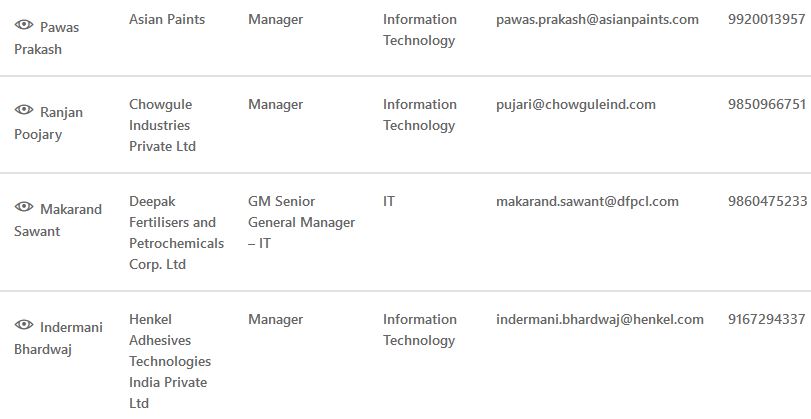 Pawas Prakash Asian Paints Manager Information Technology pawas.prakash@asianpaints.com 9920013957
Ranjan Poojary Chowgule Industries Private Ltd Manager Information Technology pujari@chowguleind.com 9850966751
Makarand Sawant Deepak Fertilisers and Petrochemicals Corp. Ltd GM Senior General Manager – IT IT makarand.sawant@dfpcl.com 9860475233
Indermani Bhardwaj Henkel Adhesives Technologies India Private Ltd Manager Information Technology indermani.bhardwaj@henkel.com 9167294337